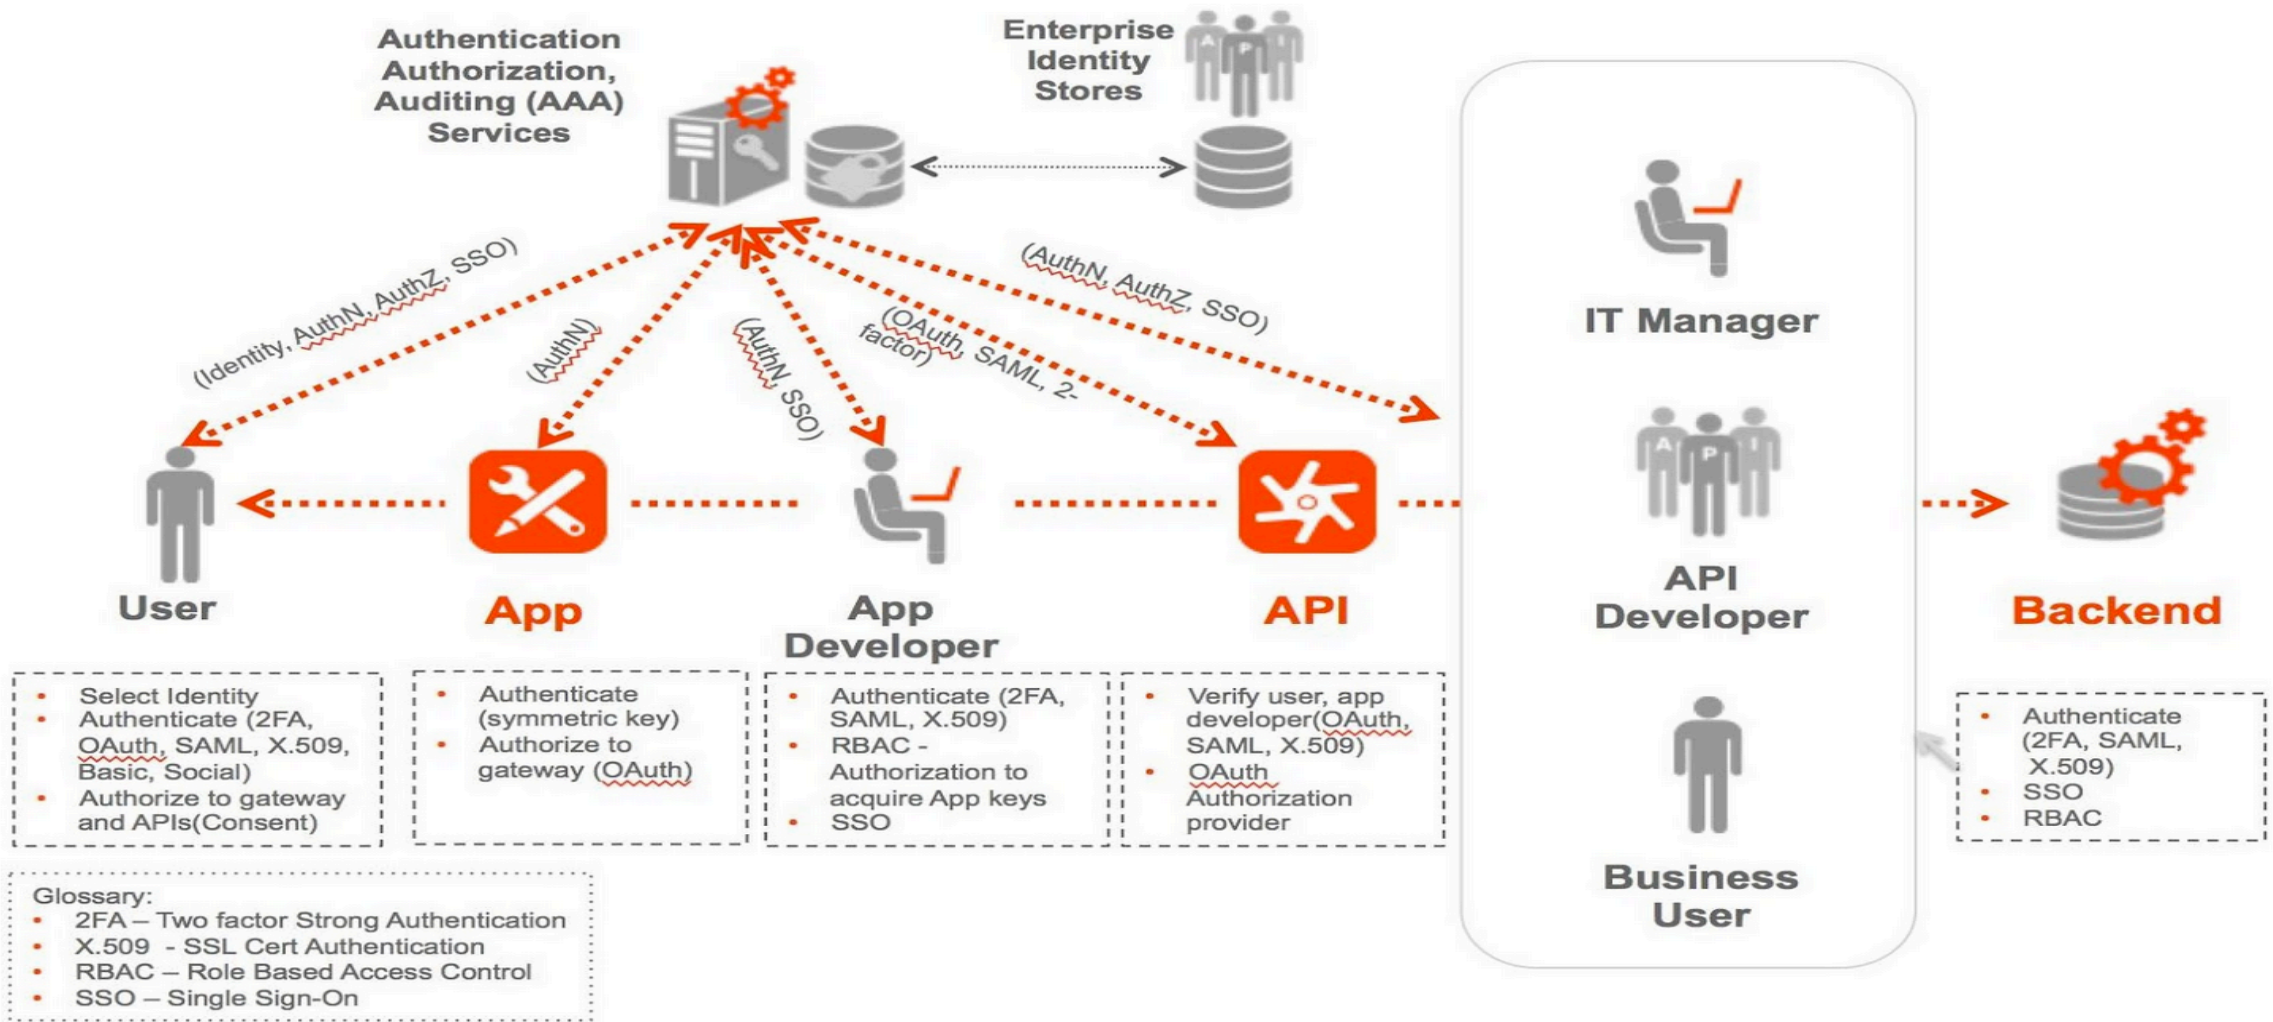 Authentication
Authorization,
Auditing (AAA)
Services
Enterprise
Identity
Stores
A P I
(Identity, AuthN, AuthZ, SSO)
(AuthN)
(AuthN, SSO)
(OAuth, SAML, 2-
factor)
(AuthN, AuthZ, SSO)
IT Manager
A P I
API
Developer
Business
User
User
App
App
Developer
API
Backend
• Select Identity
• Authenticate (2FA,
OAuth, SAML, X.509,
Basic, Social)
• Authorize to gateway
and APIs(Consent)
• Authenticate
(symmetric key)
• Authorize to
gateway (OAuth)
• Authenticate (2FA,
SAML, X.509)
• RBAC -
Authorization to
acquire App keys
• SSO
• Verify user, app
developer(OAuth,
SAML, X.509)
• OAuth
Authorization
provider
• Authenticate
(2FA, SAML,
X.509)
• SSO
• RBAC
Glossary:
• 2FA – Two factor Strong Authentication
• X.509 - SSL Cert Authentication
• RBAC – Role Based Access Control
• SSO – Single Sign-On